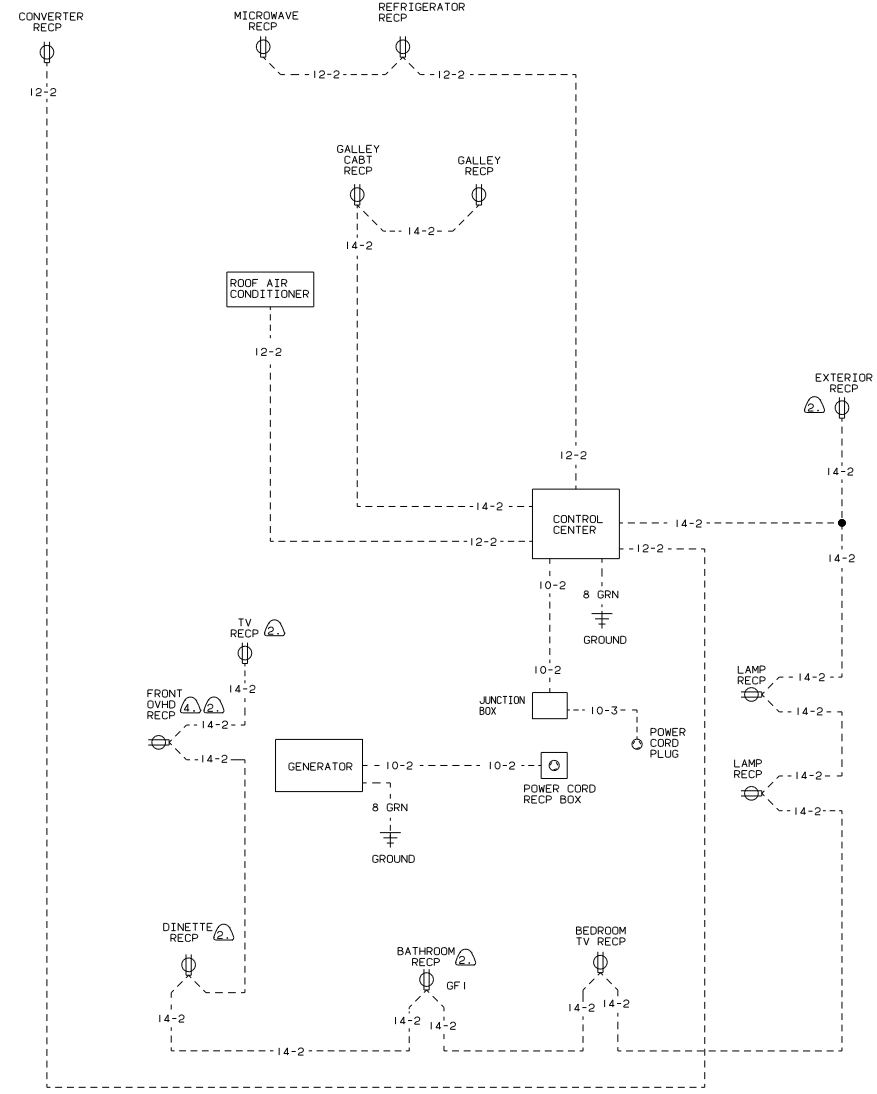 CONVERTER
RECP
MICROWAVE
RECP
REFRIGERATOR
RECP
12-2
12-2
12-2
GALLEY
CABT
RECP
GALLEY
RECP
14-2
14-2
ROOF AIR
CONDITIONER
12-2
EXTERIOR
RECP
2.
14-2
12-2
14-2
12-2
CONTROL
CENTER
14-2
12-2
14-2
10-2
8 GRN
GROUND
TV
RECP
2.
14-2
FRONT
OVHD
RECP
4.
2.
14-2
14-2
10-2
JUNCTION
BOX
10-3
POWER
CORD
PLUG
LAMP
RECP
14-2
14-2
GENERATOR
10-2
10-2
POWER CORD
RECP BOX
8 GRN
GROUND
LAMP
RECP
14-2
14-2
DINETTE
RECP
2.
14-2
14-2
BATHROOM
RECP
2.
GFI
14-2
14-2
BEDROOM
TV RECP
14-2
14-2